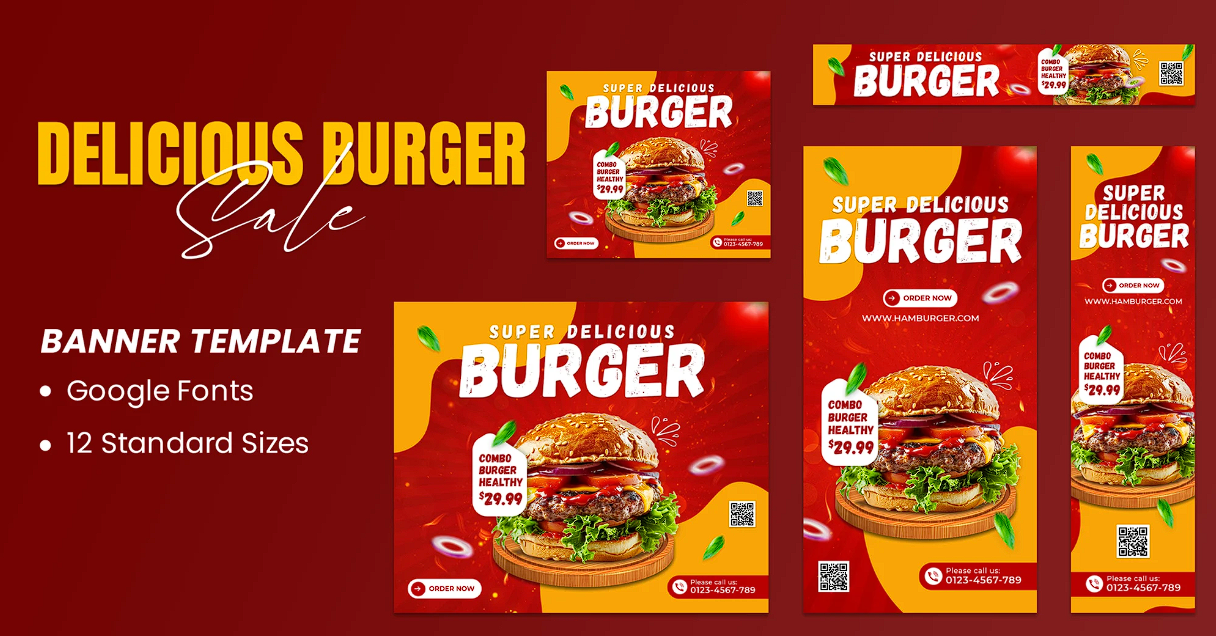 DELICIOUS BURGER
Sale
BANNER TEMPLATE
• Google Fonts
• 12 Standard Sizes
SUPER DELICIOUS
BURGER
COMBO
BURGER
HEALTHY
$29.99
ORDER NOW
Please call us:
0123-4567-789
SUPER DELICIOUS
BURGER
COMBO
BURGER
HEALTHY
$29.99
SUPER DELICIOUS
BURGER
COMBO
BURGER
HEALTHY
$29.99
ORDER NOW
Please call us:
0123-4567-789
SUPER DELICIOUS
BURGER
ORDER NOW
WWW.HAMBURGER.COM
COMBO
BURGER
HEALTHY
$29.99
Please call us:
0123-4567-789
SUPER
DELICIOUS
BURGER
ORDER NOW
WWW.HAMBURGER.COM
COMBO
BURGER
HEALTHY
$29.99
Please call us:
0123-4567-789